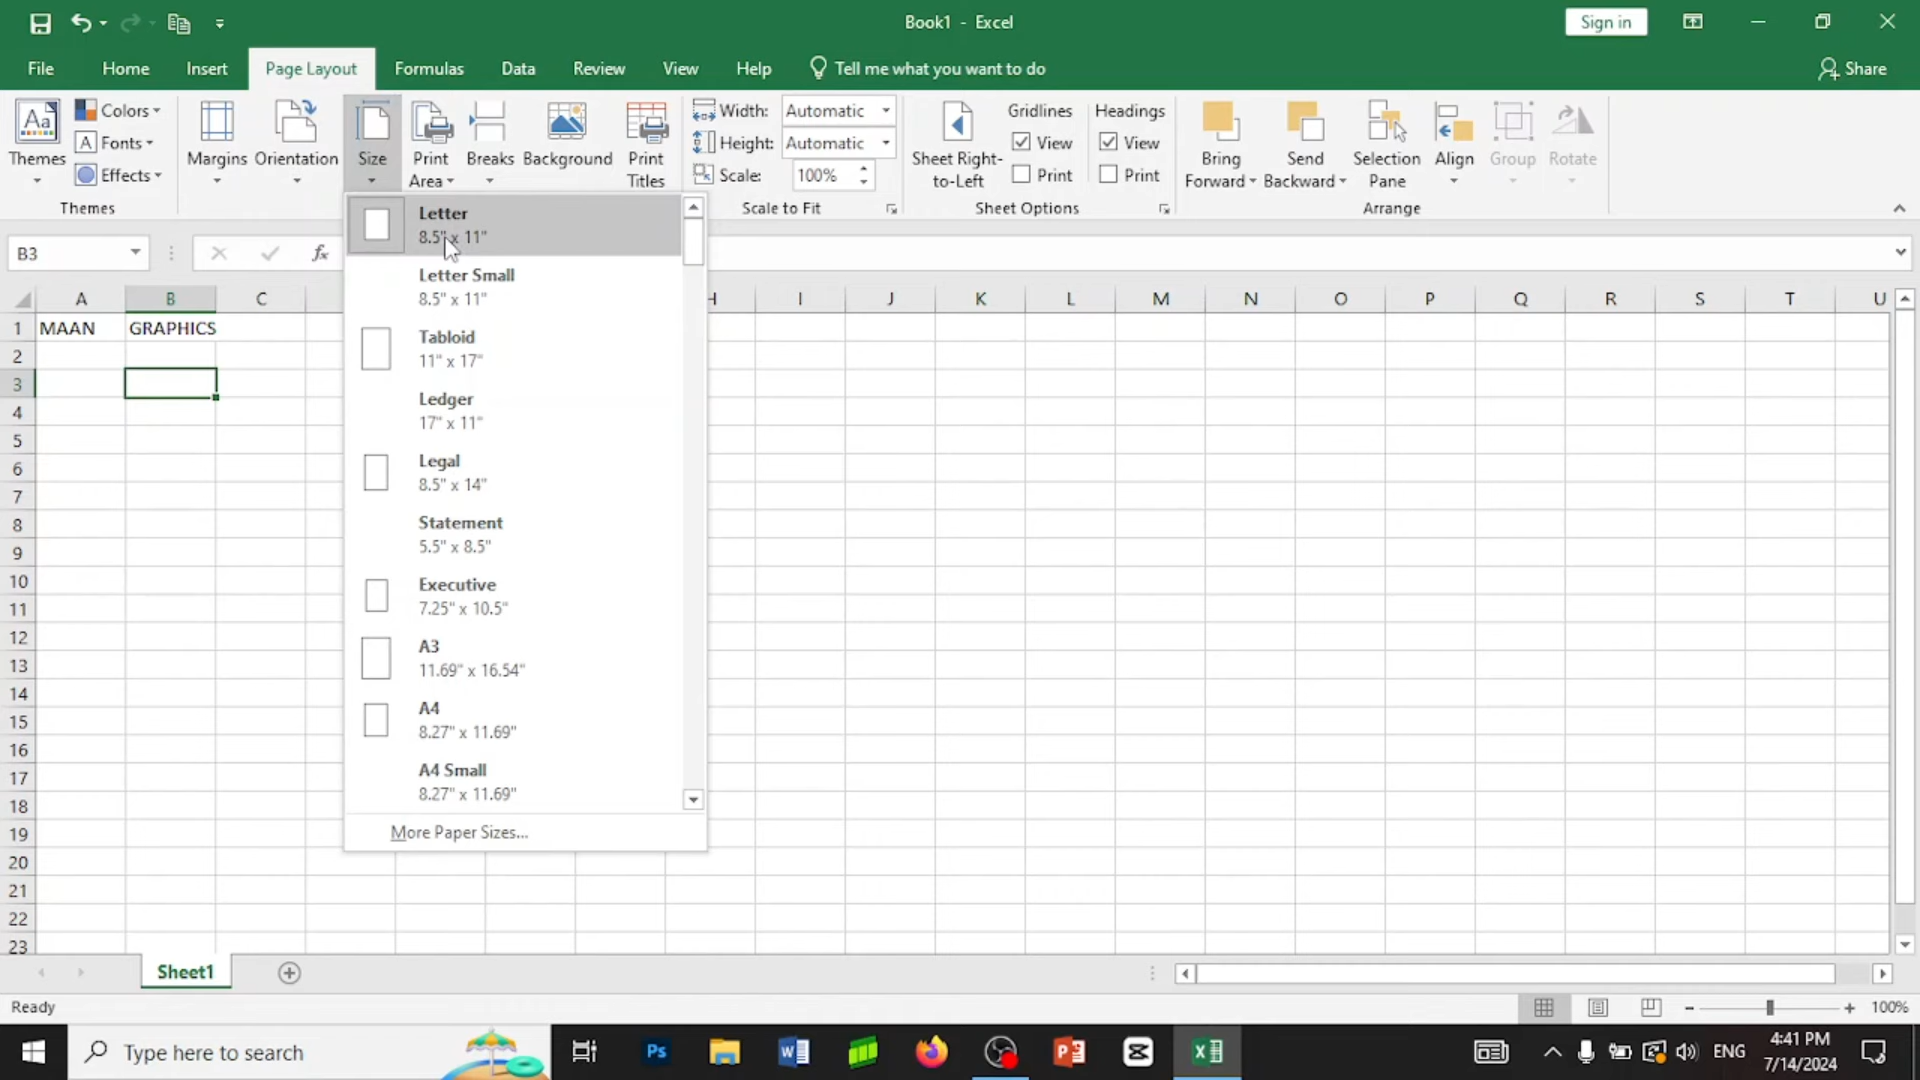 Book1 - Excel
Sign in
File Home Insert Page Layout Formulas Data Review View Help Tell me what you want to do Share
Aa Themes
Colors
Fonts
Effects
Themes
Margins Orientation Size Print Area Breaks Background Print Titles
Width: Automatic
Height: Automatic
Scale: 100%
Scale to Fit
Sheet Right-to-Left
Gridlines Headings
View View
Print Print
Sheet Options
Bring Forward Send Backward Selection Pane Align Group Rotate
Arrange
B3 fx
A B C H I J K L M N O P Q R S T U
1 MAAN GRAPHICS
2
3
4
5
6
7
8
9
10
11
12
13
14
15
16
17
18
19
20
21
22
23
Letter
8.5" x 11"
Letter Small
8.5" x 11"
Tabloid
11" x 17"
Ledger
17" x 11"
Legal
8.5" x 14"
Statement
5.5" x 8.5"
Executive
7.25" x 10.5"
A3
11.69" x 16.54"
A4
8.27" x 11.69"
A4 Small
8.27" x 11.69"
More Paper Sizes...
Sheet1
Ready 100%
Type here to search Ps ENG 4:41 PM
7/14/2024